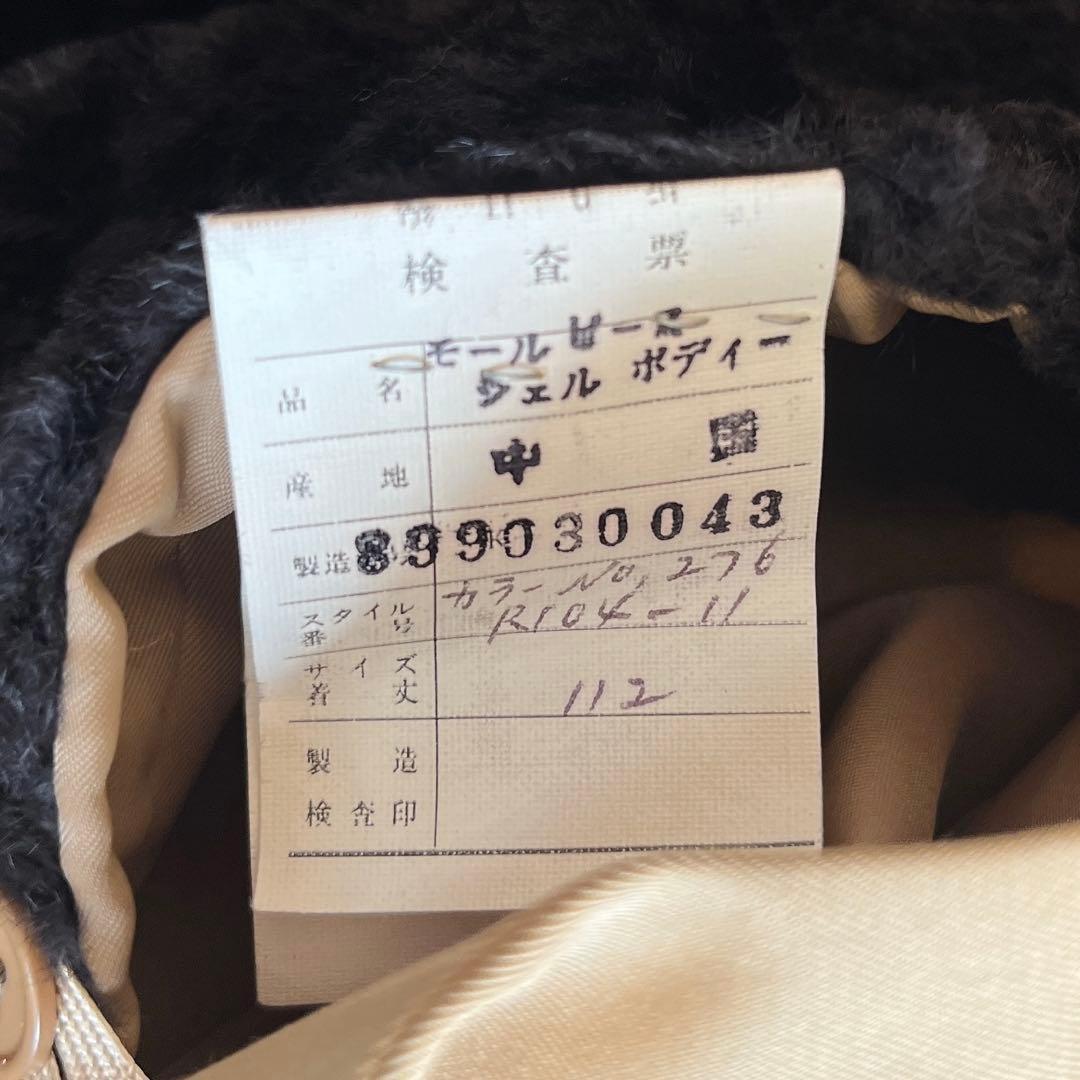 検査票
品名 モールスーミ シェル ボディー
産地 中国
製造 899030043
カラーNo, 276
スタイル番号 R104-11
サイズ着丈 112
製造検査印